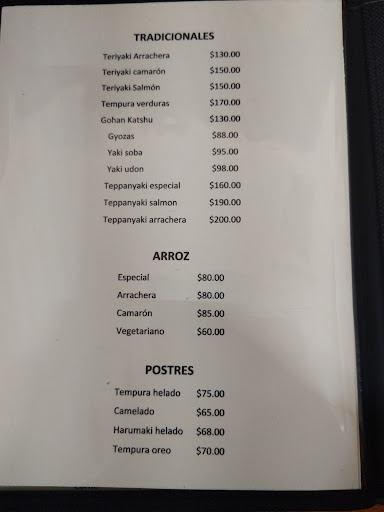 TRADICIONALES
Teriyaki Arrachera $130.00
Teriyaki camarón $150.00
Teriyaki Salmón $150.00
Tempura verduras $170.00
Gohan Katshu $130.00
Gyozas $88.00
Yaki soba $95.00
Yaki udon $98.00
Teppanyaki especial $160.00
Teppanyaki salmon $190.00
Teppanyaki arrachera $200.00
ARROZ
Especial $80.00
Arrachera $80.00
Camarón $85.00
Vegetariano $60.00
POSTRES
Tempura helado $75.00
Camelado $65.00
Harumaki helado $68.00
Tempura oreo $70.00